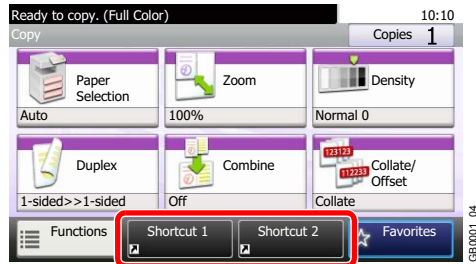 Ready to copy. (Full Color)
10:10
Copy
Copies 1
Paper
Selection
Auto
Zoom
100%
Density
Normal 0
Duplex
1-sided>>1-sided
Combine
Off
123123
112233
Collate/
Offset
Collate
Functions
Shortcut 1
Shortcut 2
Favorites
GB0001_04